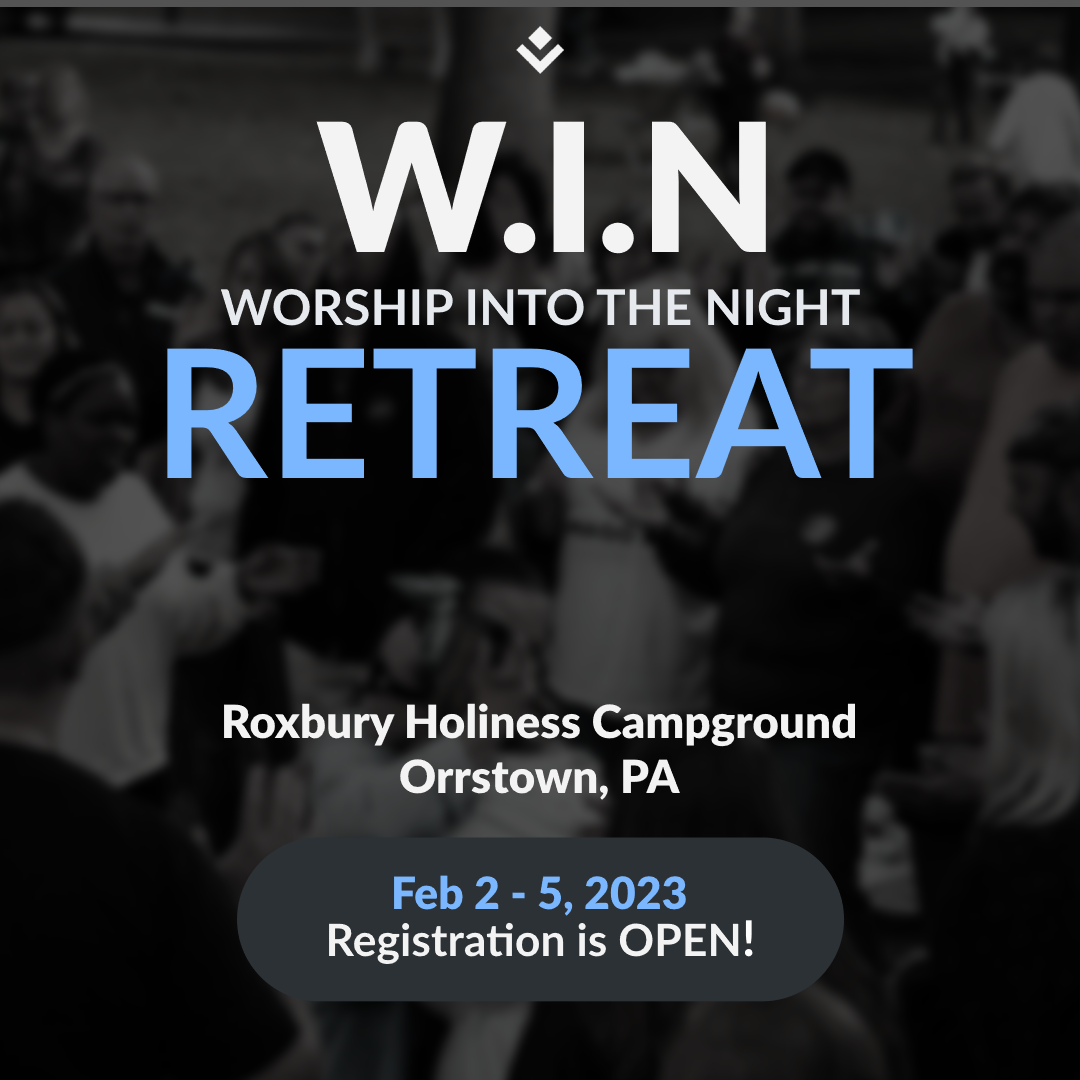 W.I.N
WORSHIP INTO THE NIGHT
RETREAT
Roxbury Holiness Campground
Orrstown, PA
Feb 2 - 5, 2023
Registration is OPEN!